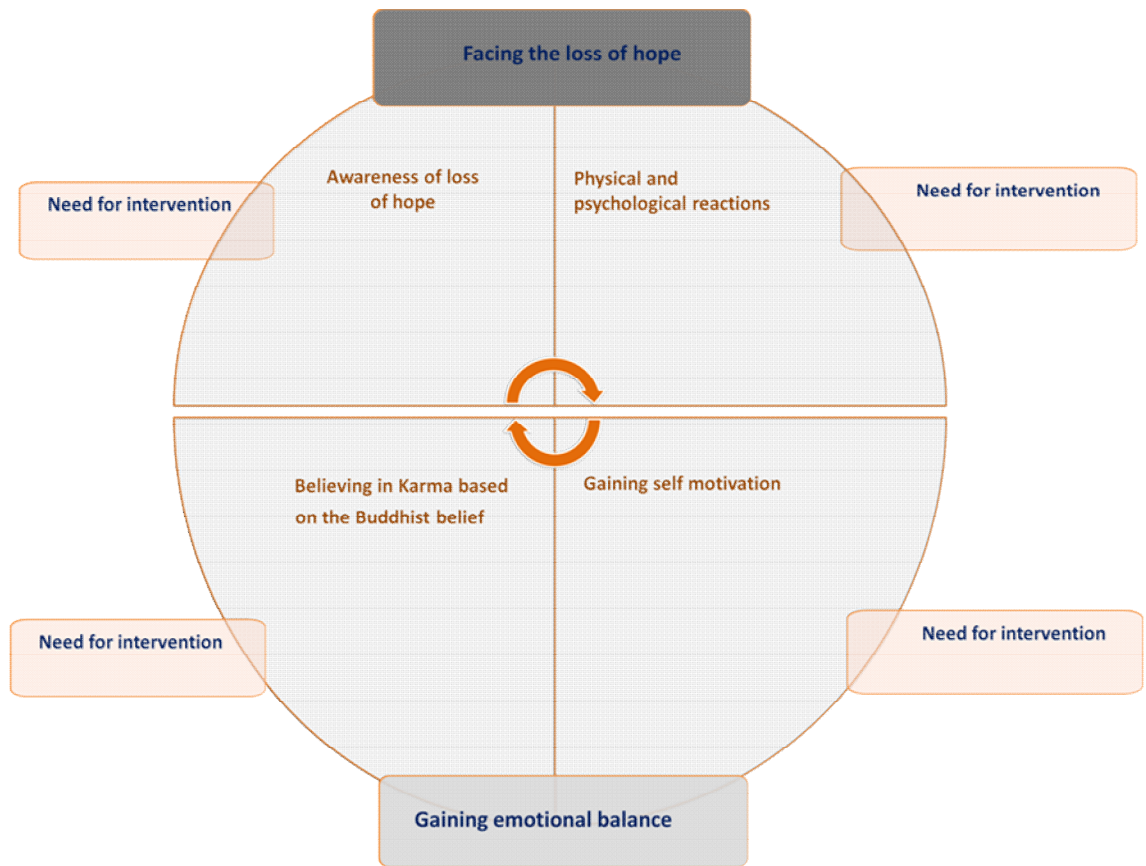 Facing the loss of hope
Awareness of loss
of hope
Physical and
psychological reactions
Need for intervention
Need for intervention
Believing in Karma based
on the Buddhist belief
Gaining self motivation
Need for intervention
Need for intervention
Gaining emotional balance